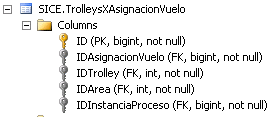 SICE.TrolleysXAsignacionVuelo
Columns
ID (PK, bigint, not null)
IDAsignacionVuelo (FK, bigint, not null)
IDTrolley (FK, int, not null)
IDArea (FK, int, not null)
IDInstanciaProceso (FK, bigint, not null)